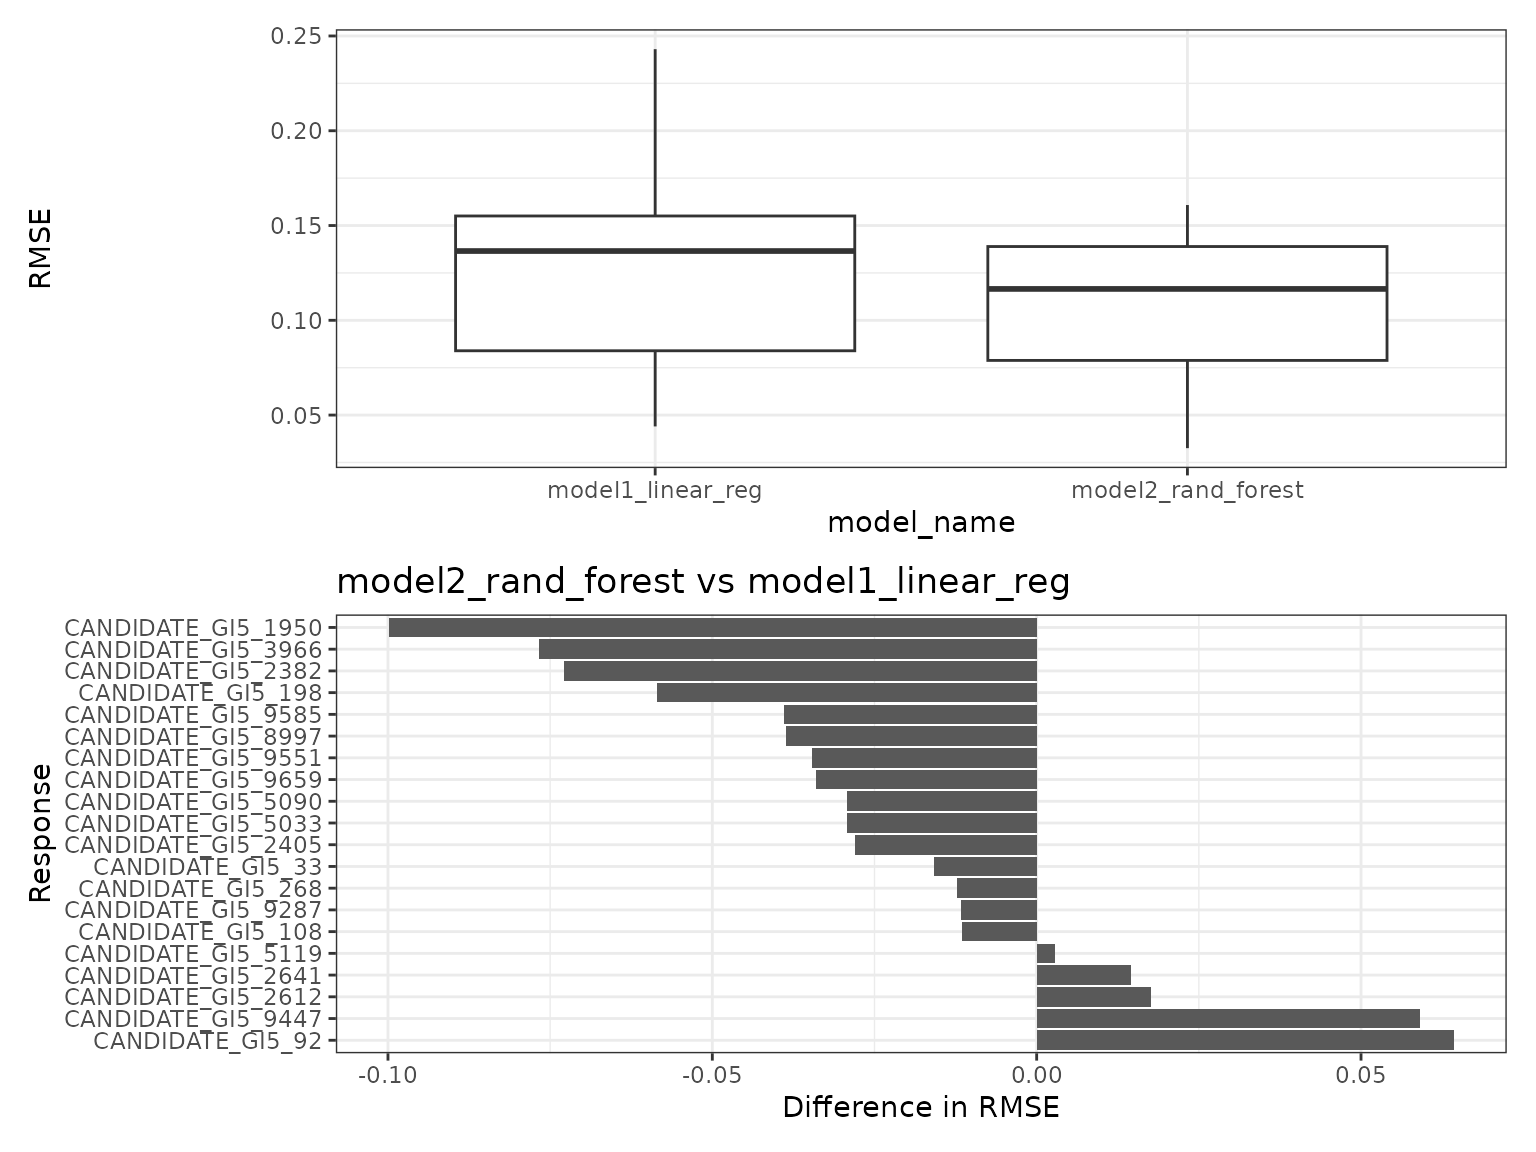 0.25
0.20
0.15
0.10
0.05
RMSE
model1_linear_reg
model2_rand_forest
model_name
model2_rand_forest vs model1_linear_reg
CANDIDATE_GI5_1950
CANDIDATE_GI5_3966
CANDIDATE_GI5_2382
CANDIDATE_GI5_198
CANDIDATE_GI5_9585
CANDIDATE_GI5_8997
CANDIDATE_GI5_9551
CANDIDATE_GI5_9659
CANDIDATE_GI5_5090
CANDIDATE_GI5_5033
CANDIDATE_GI5_2405
CANDIDATE_GI5_33
CANDIDATE_GI5_268
CANDIDATE_GI5_9287
CANDIDATE_GI5_108
CANDIDATE_GI5_5119
CANDIDATE_GI5_2641
CANDIDATE_GI5_2612
CANDIDATE_GI5_9447
CANDIDATE_GI5_92
Response
-0.10
-0.05
0.00
0.05
Difference in RMSE